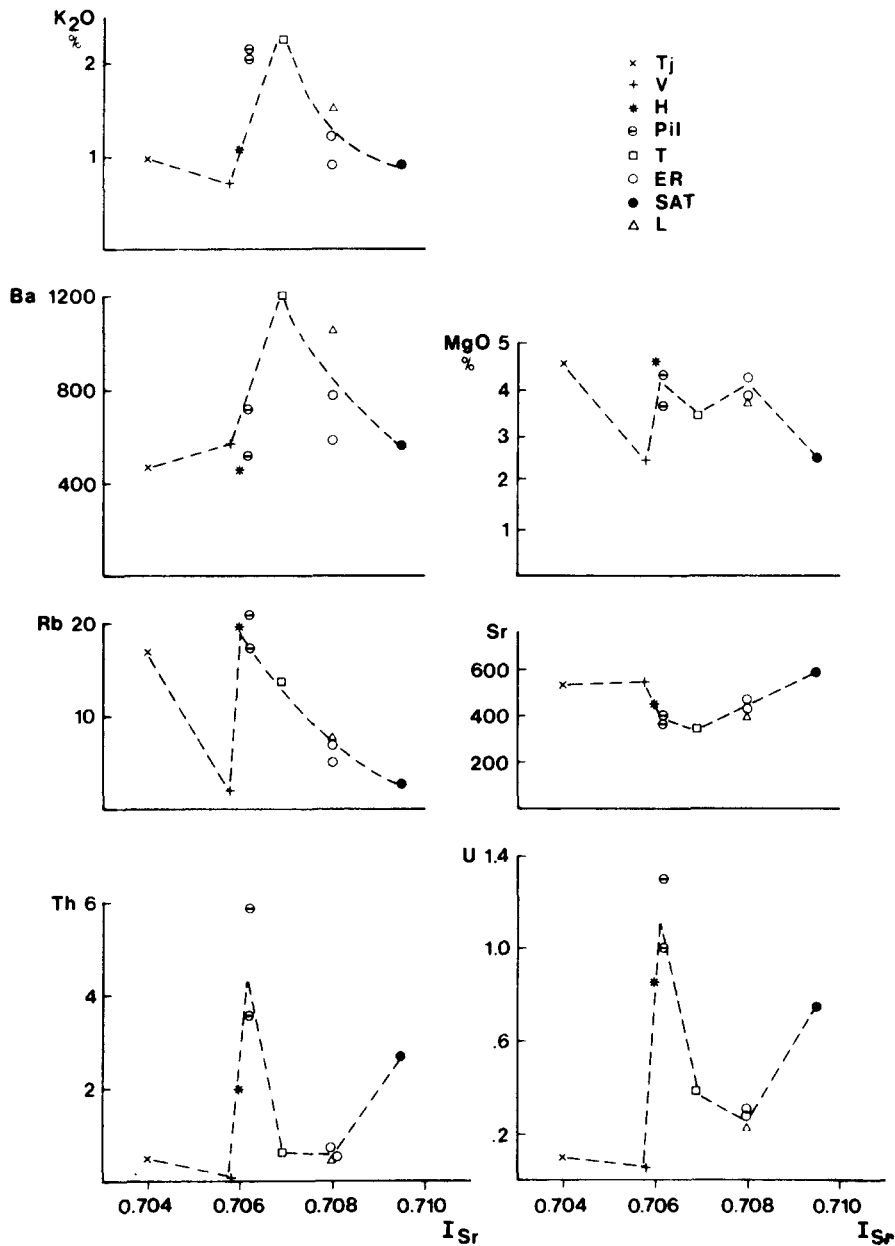 K2O
%
2
1
× Tj
+ V
✱ H
⊖ Pil
□ T
○ ER
● SAT
△ L
Ba 1200
800
400
MgO 5
%
4
3
2
1
Rb 20
10
Sr
600
400
200
Th 6
4
2
0.704 0.706 0.708 0.710
ISr
U 1.4
1.0
.6
.2
0.704 0.706 0.708 0.710
ISr